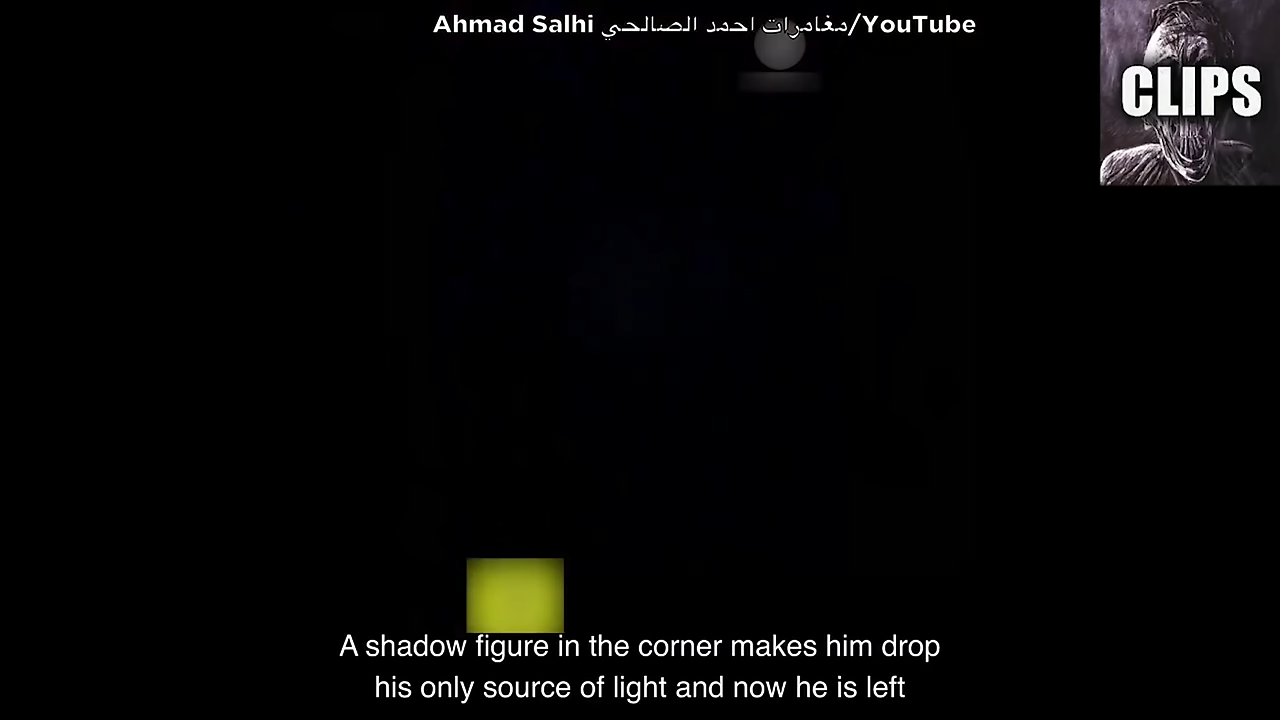 Ahmad Salhi مغامرات احمد الصالحي/YouTube
CLIPS
A shadow figure in the corner makes him drop
his only source of light and now he is left